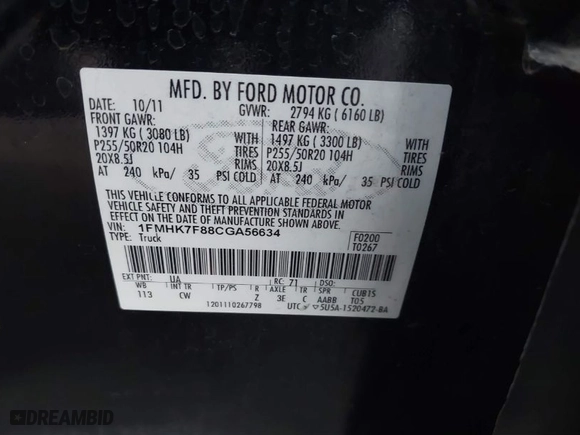 MFD. BY FORD MOTOR CO.
DATE: 10/11 GVWR: 2794 KG ( 6160 LB)
FRONT GAWR: REAR GAWR:
1397 KG ( 3080 LB) WITH 1497 KG ( 3300 LB) WITH
P255/50R20 104H TIRES P255/50R20 104H TIRES
20X8.5J RIMS 20X8.5J RIMS
AT 240 kPa/ 35 PSI COLD AT 240 kPa/ 35 PSI COLD
THIS VEHICLE CONFORMS TO ALL APPLICABLE FEDERAL MOTOR
VEHICLE SAFETY AND THEFT PREVENTION STANDARDS IN EFFECT
ON THE DATE OF MANUFACTURE SHOWN ABOVE.
VIN: 1FMHK7F88CGA56634 F0200
TYPE: Truck T0267
EXT PNT: UA RC: 71
WB INT TR TP/PS R AXLE TR SPR CUB15
113 CW Z 3E C AABB T05
1201110267798 UTC 5U5A-1520472-BA
DREAMBID